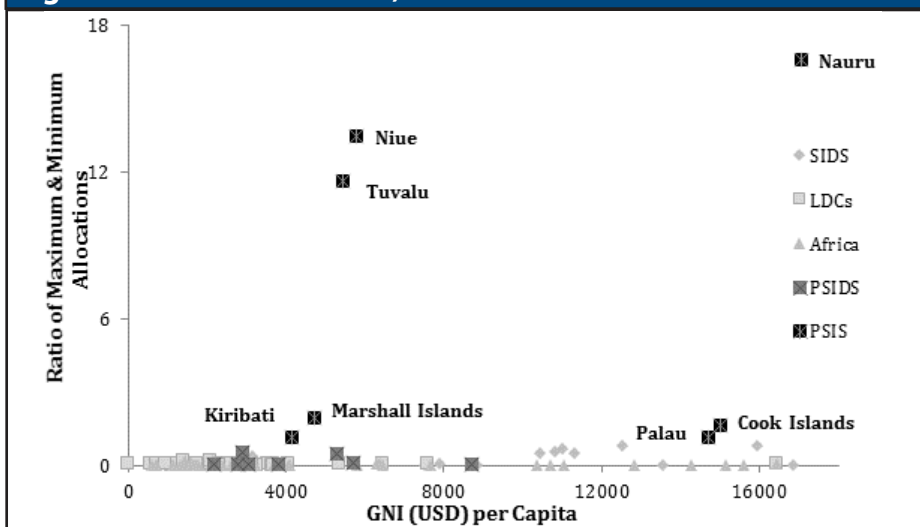 18
12
6
0
Ratio of Maximum & Minimum
Allocations
Nauru
Niue
Tuvalu
SIDS
LDCs
Africa
PSIDS
PSIS
Kiribati
Marshall Islands
Palau
Cook Islands
0 4000 8000 12000 16000
GNI (USD) per Capita